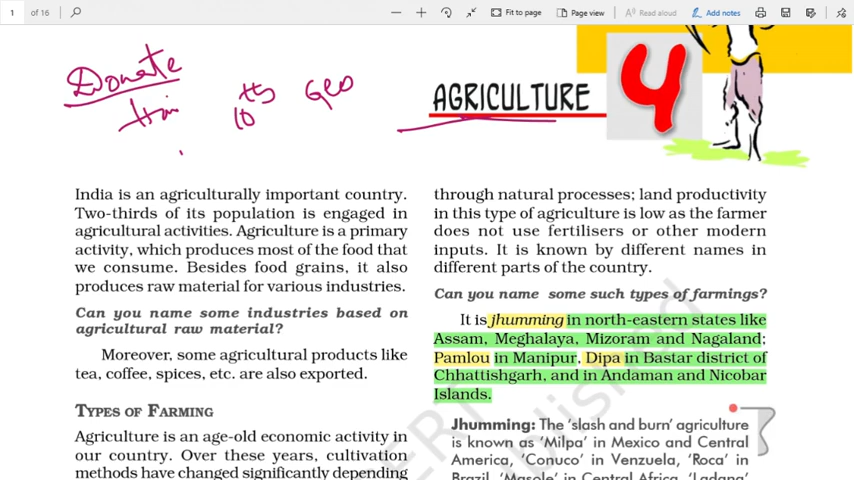 1 of 16 Fit to page Page view Read aloud Add notes
Donate
10th Geo
AGRICULTURE 4
India is an agriculturally important country.
Two-thirds of its population is engaged in
agricultural activities. Agriculture is a primary
activity, which produces most of the food that
we consume. Besides food grains, it also
produces raw material for various industries.
Can you name some industries based on
agricultural raw material?
Moreover, some agricultural products like
tea, coffee, spices, etc. are also exported.
TYPES OF FARMING
Agriculture is an age-old economic activity in
our country. Over these years, cultivation
methods have changed significantly depending
through natural processes; land productivity
in this type of agriculture is low as the farmer
does not use fertilisers or other modern
inputs. It is known by different names in
different parts of the country.
Can you name some such types of farmings?
It is jhumming in north-eastern states like
Assam, Meghalaya, Mizoram and Nagaland;
Pamlou in Manipur, Dipa in Bastar district of
Chhattishgarh, and in Andaman and Nicobar
Islands.
Jhumming: The 'slash and burn' agriculture
is known as 'Milpa' in Mexico and Central
America, 'Conuco' in Venzuela, 'Roca' in
Brazil, 'Masole' in Central Africa, 'Ladang'